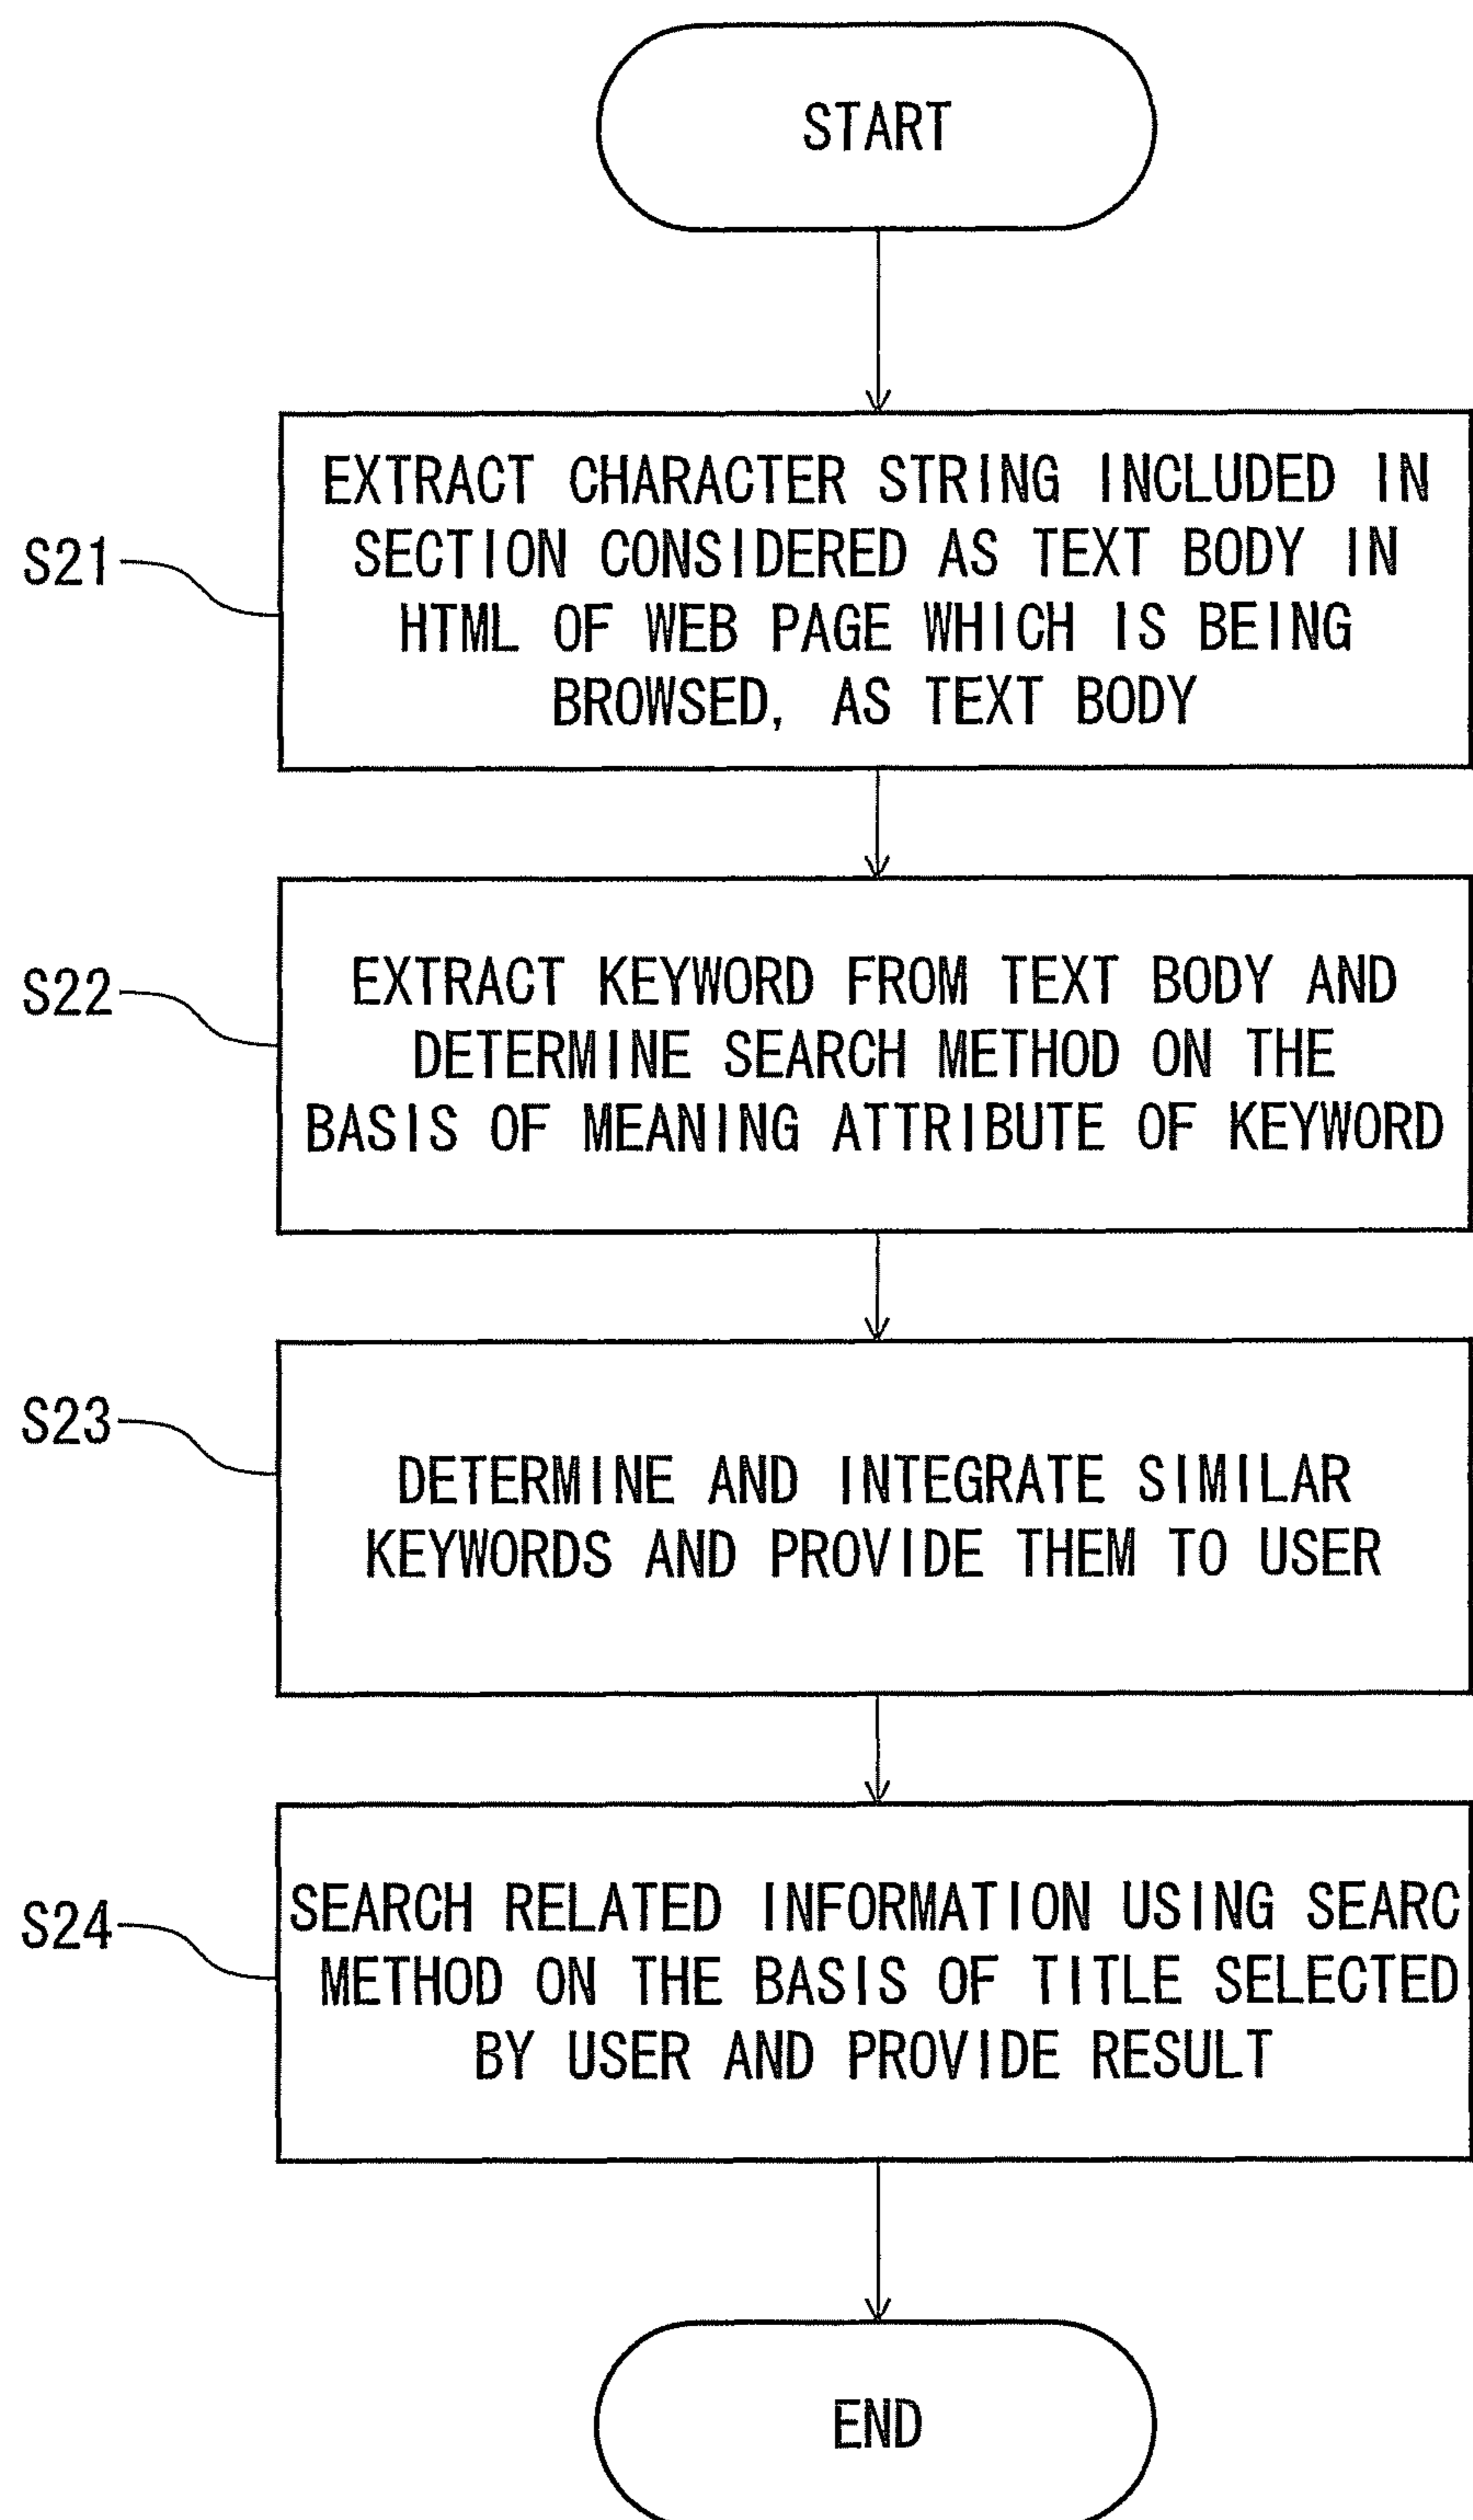 START
S21
EXTRACT CHARACTER STRING INCLUDED IN
SECTION CONSIDERED AS TEXT BODY IN
HTML OF WEB PAGE WHICH IS BEING
BROWSED, AS TEXT BODY
S22
EXTRACT KEYWORD FROM TEXT BODY AND
DETERMINE SEARCH METHOD ON THE
BASIS OF MEANING ATTRIBUTE OF KEYWORD
S23
DETERMINE AND INTEGRATE SIMILAR
KEYWORDS AND PROVIDE THEM TO USER
S24
SEARCH RELATED INFORMATION USING SEARC
METHOD ON THE BASIS OF TITLE SELECTED
BY USER AND PROVIDE RESULT
END